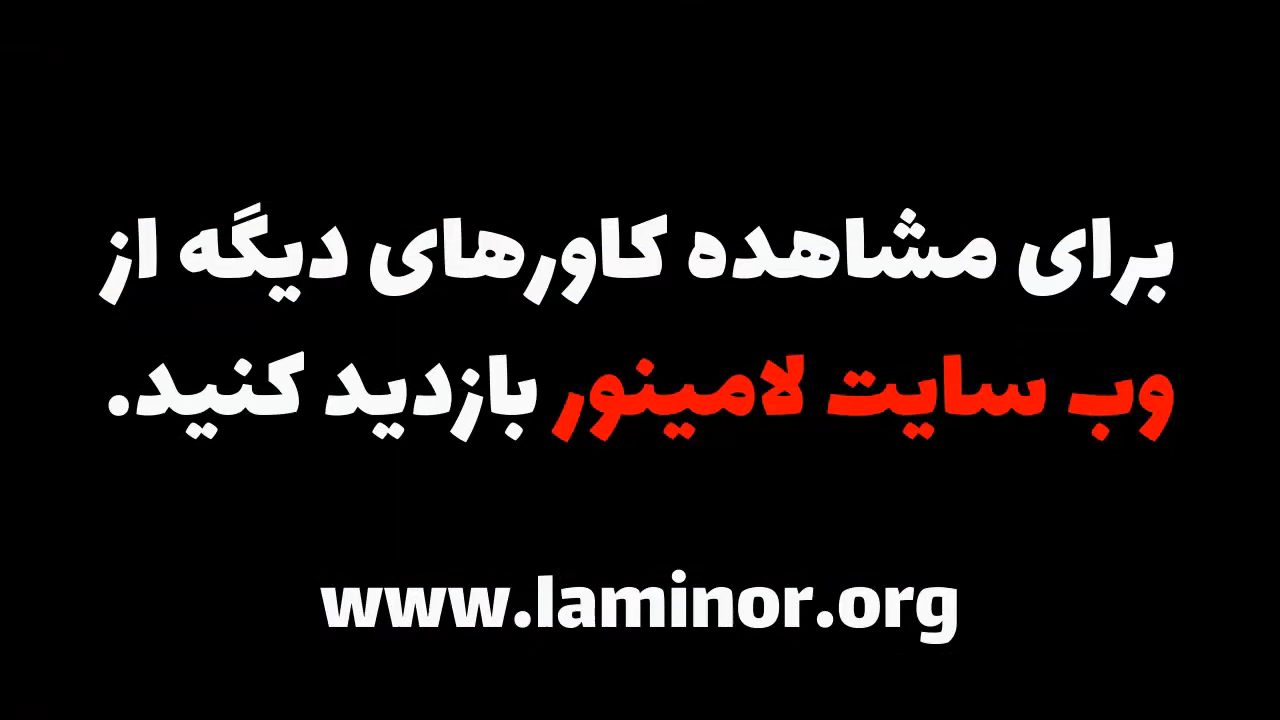 برای مشاهده کاورهای دیگه از
وب سایت لامینور بازدید کنید.
www.laminor.org